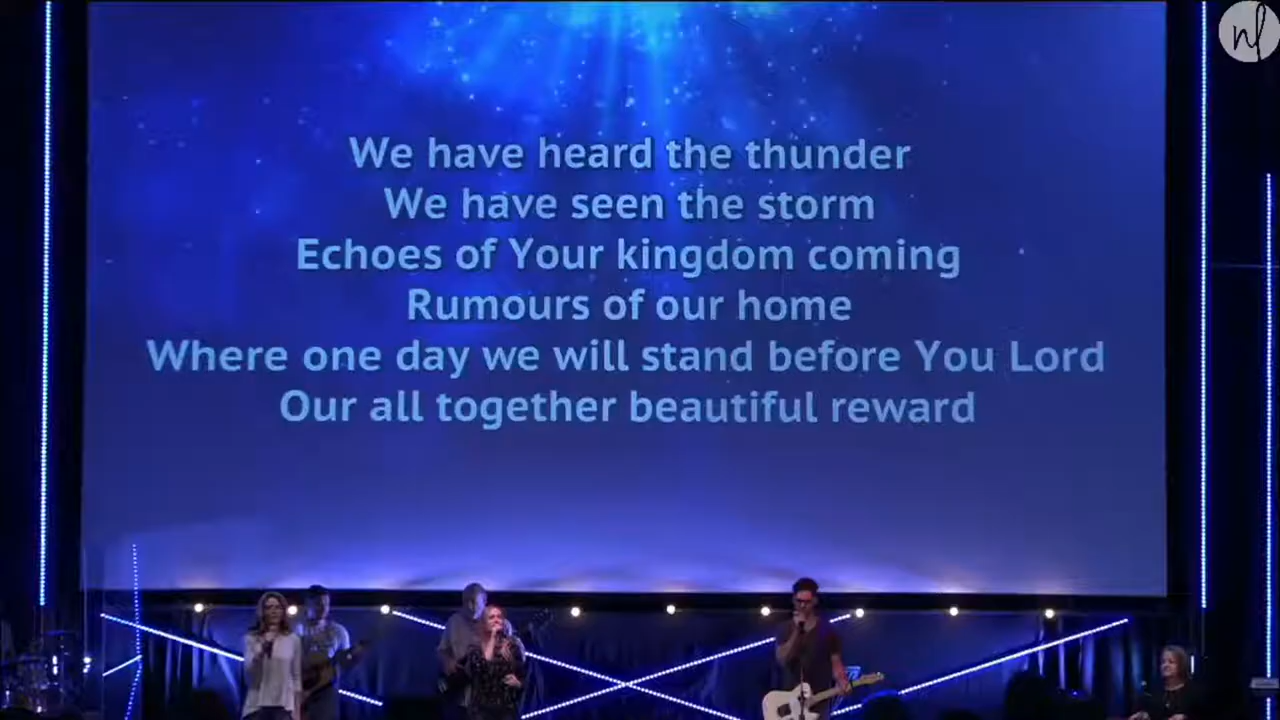 We have heard the thunder
We have seen the storm
Echoes of Your kingdom coming
Rumours of our home
Where one day we will stand before You Lord
Our all together beautiful reward
nl